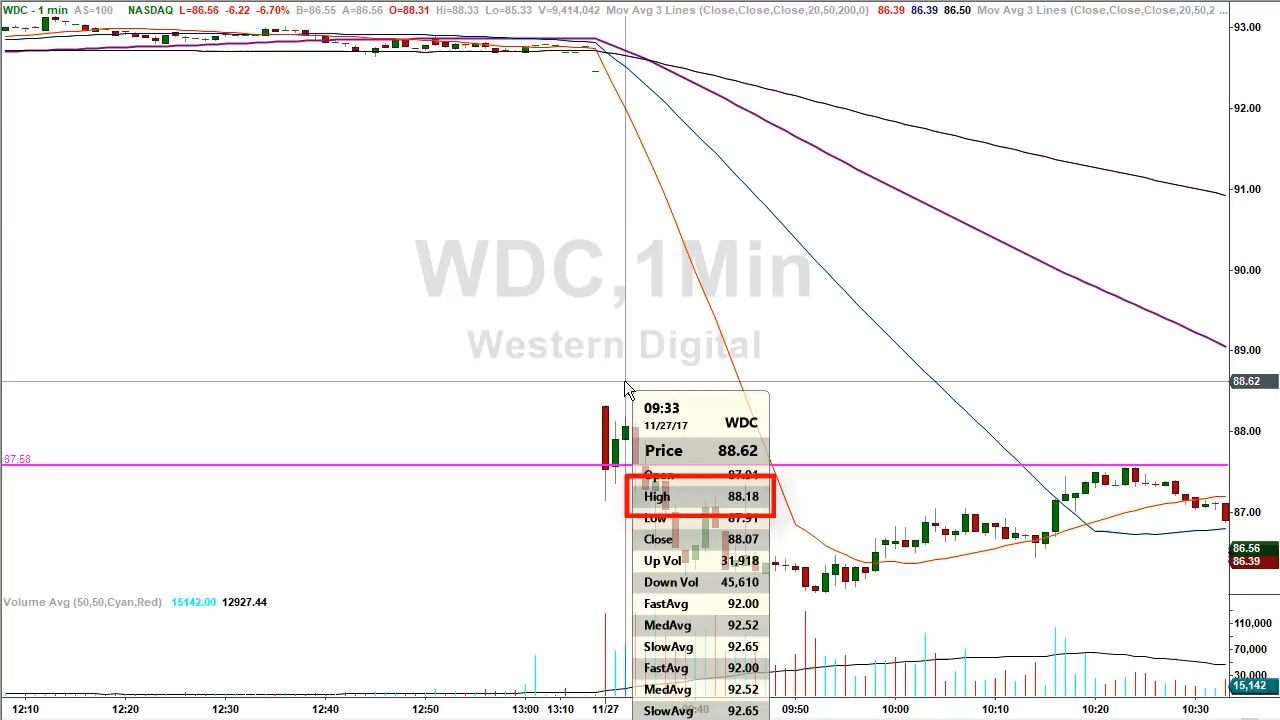 WDC - 1 min NASDAQ L=86.56 -6.22 -6.70% B=86.55 A=86.56 O=88.31 Hi=88.33 Lo=85.33 V=9,414,042 Mov Avg 3 Lines (Close,Close,Close,20,50,200,0) 86.39 86.39 86.50 Mov Avg 3 Lines (Close,Close,Close,20,50,2 ...
93.00
92.00
91.00
WDC,1Min
90.00
Western Digital
89.00
88.62
09:33
11/27/17 WDC
Price 88.62
88.00
87.58
Open 87.91
High 88.18
Low 87.91
87.00
Close 88.07
86.56
Up Vol 31,918
86.39
Down Vol 45,610
Volume Avg (50,50,Cyan,Red) 15142.00 12927.44
FastAvg 92.00
MedAvg 92.52
110,000
SlowAvg 92.65
70,000
FastAvg 92.00
30,000
MedAvg 92.52
15,142
SlowAvg 92.65
12:10 12:20 12:30 12:40 12:50 13:00 13:10 11/27 09:40 09:50 10:00 10:10 10:20 10:30